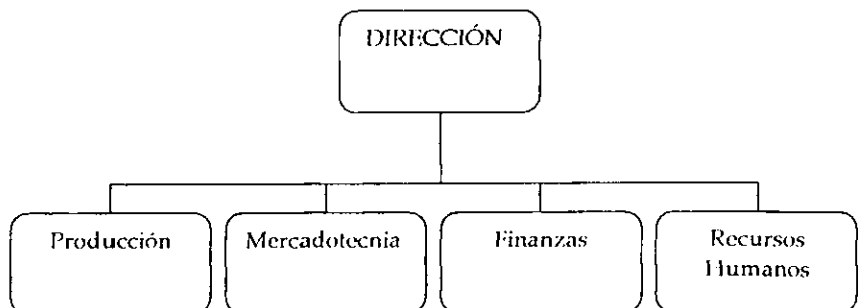 DIRECCIÓN
Producción
Mercadotecnia
Finanzas
Recursos
Humanos